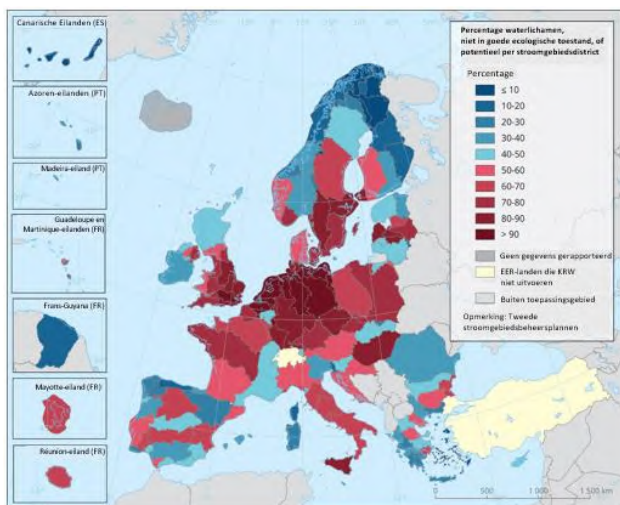 Canarische Eilanden (ES)
Azoren-eilanden (PT)
Madeira-eiland (PT)
Guadeloupe en
Martinique-eilanden (FR)
Frans-Guyana (FR)
Mayotte-eiland (FR)
Réunion-eiland (FR)
Percentage waterlichamen,
niet in goede ecologische toestand, of
potentieel per stroomgebiedsdistrict
Percentage
≤ 10
10-20
20-30
30-40
40-50
50-60
60-70
70-80
80-90
> 90
Geen gegevens gerapporteerd
EER-landen die KRW
niet uitvoeren
Buiten toepassingsgebied
Opmerking: Tweede
stroomgebiedsbeheersplannen
0 500 1 000 1 500 km